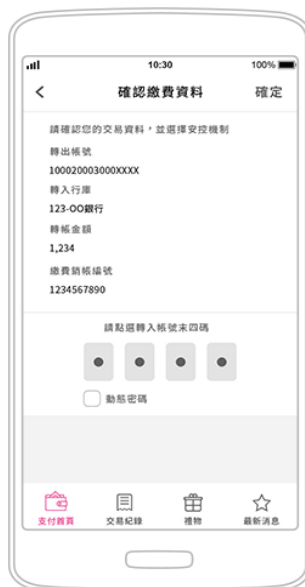 10:30
100%
確認繳費資料
確定
請確認您的交易資料，並選擇安控機制
轉出帳號
100020003000XXXX
轉入行庫
123-OO銀行
轉帳金額
1,234
繳費銷帳編號
1234567890
請點選轉入帳號末四碼
動態密碼
支付首頁
交易紀錄
禮物
最新消息